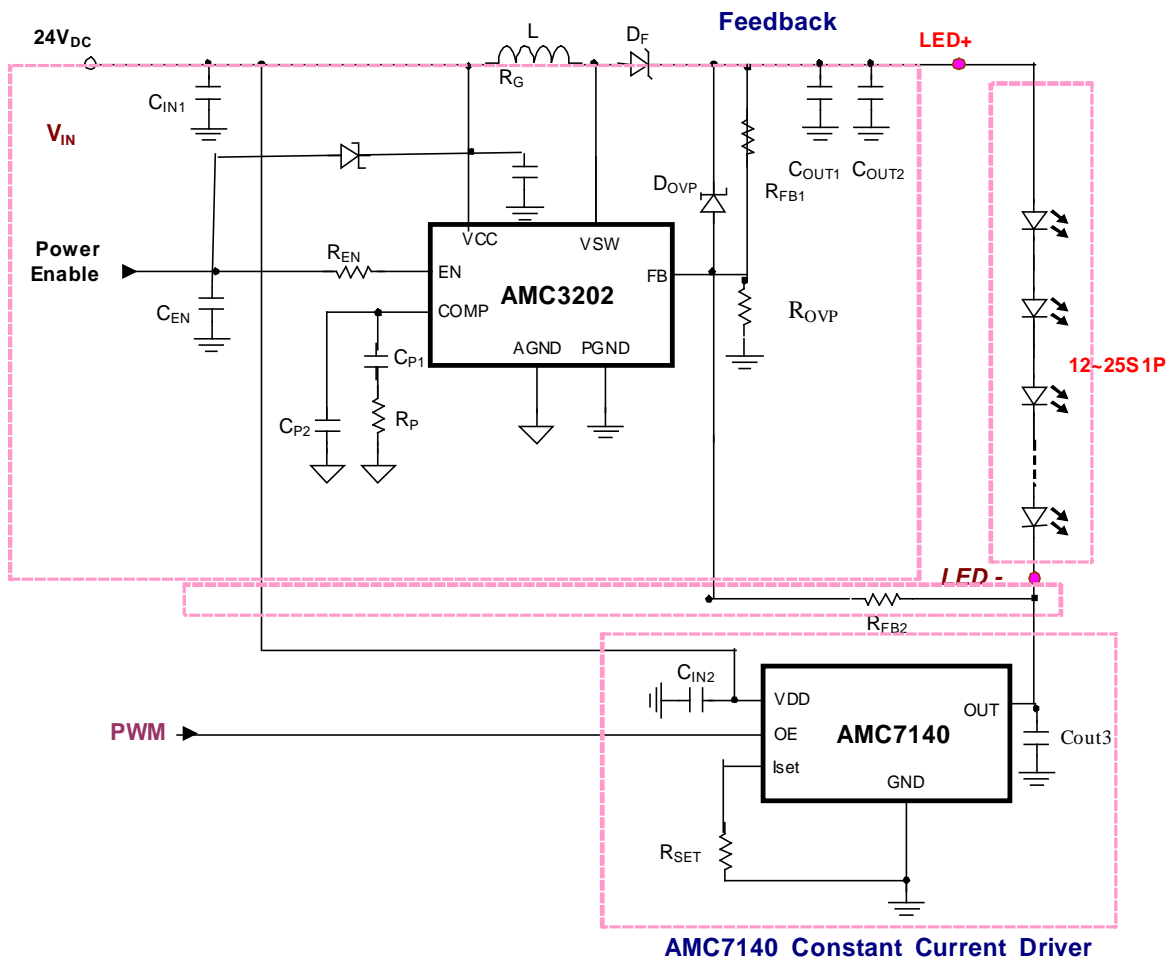 Feedback
24VDC
L
DF
LED+
RG
CIN1
VIN
COUT1
COUT2
DOVP
RFB1
VCC
VSW
Power
Enable
REN
EN
FB
AMC3202
COMP
ROVP
CEN
AGND
PGND
CP1
12~25S1P
CP2
RP
LED -
RFB2
CIN2
VDD
OUT
PWM
OE
AMC7140
Cout3
Iset
GND
RSET
AMC7140 Constant Current Driver